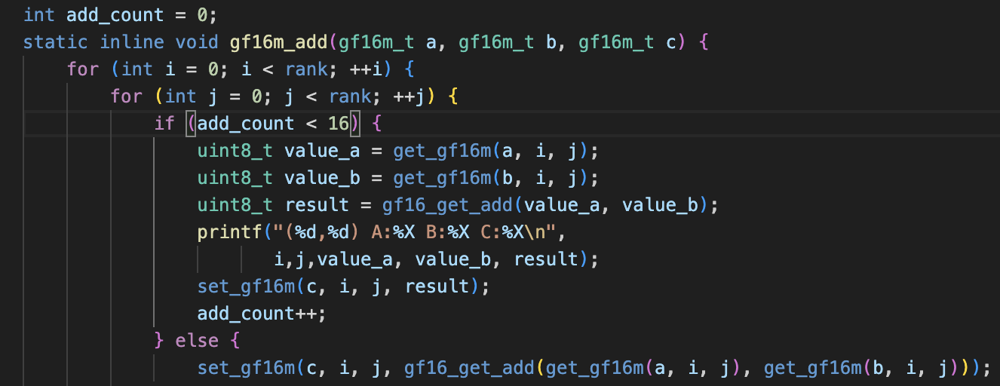 int add_count = 0;
static inline void gf16m_add(gf16m_t a, gf16m_t b, gf16m_t c) {
    for (int i = 0; i < rank; ++i) {
        for (int j = 0; j < rank; ++j) {
            if (add_count < 16) {
                uint8_t value_a = get_gf16m(a, i, j);
                uint8_t value_b = get_gf16m(b, i, j);
                uint8_t result = gf16_get_add(value_a, value_b);
                printf("(%d,%d) A:%X B:%X C:%X\n",
                       i,j,value_a, value_b, result);
                set_gf16m(c, i, j, result);
                add_count++;
            } else {
                set_gf16m(c, i, j, gf16_get_add(get_gf16m(a, i, j), get_gf16m(b, i, j)));